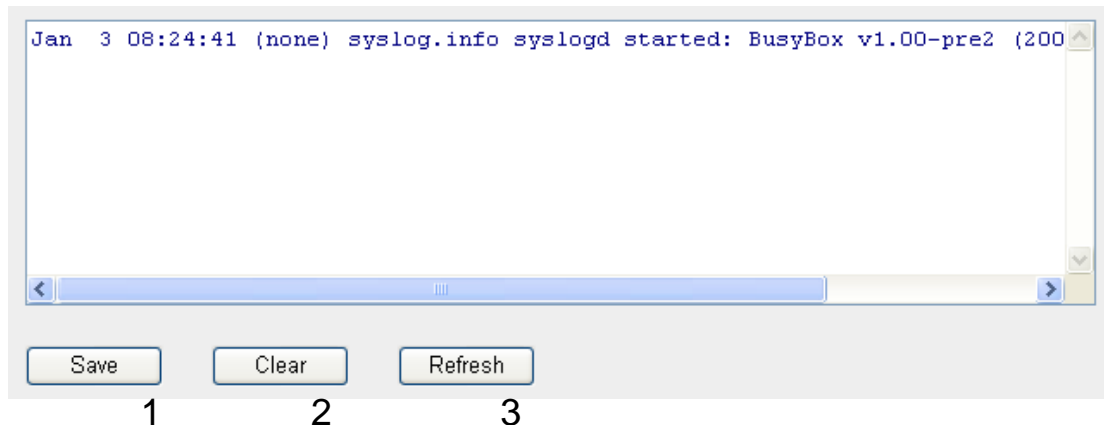 Jan  3 08:24:41 (none) syslog.info syslogd started: BusyBox v1.00-pre2 (200
Save Clear Refresh
1 2 3